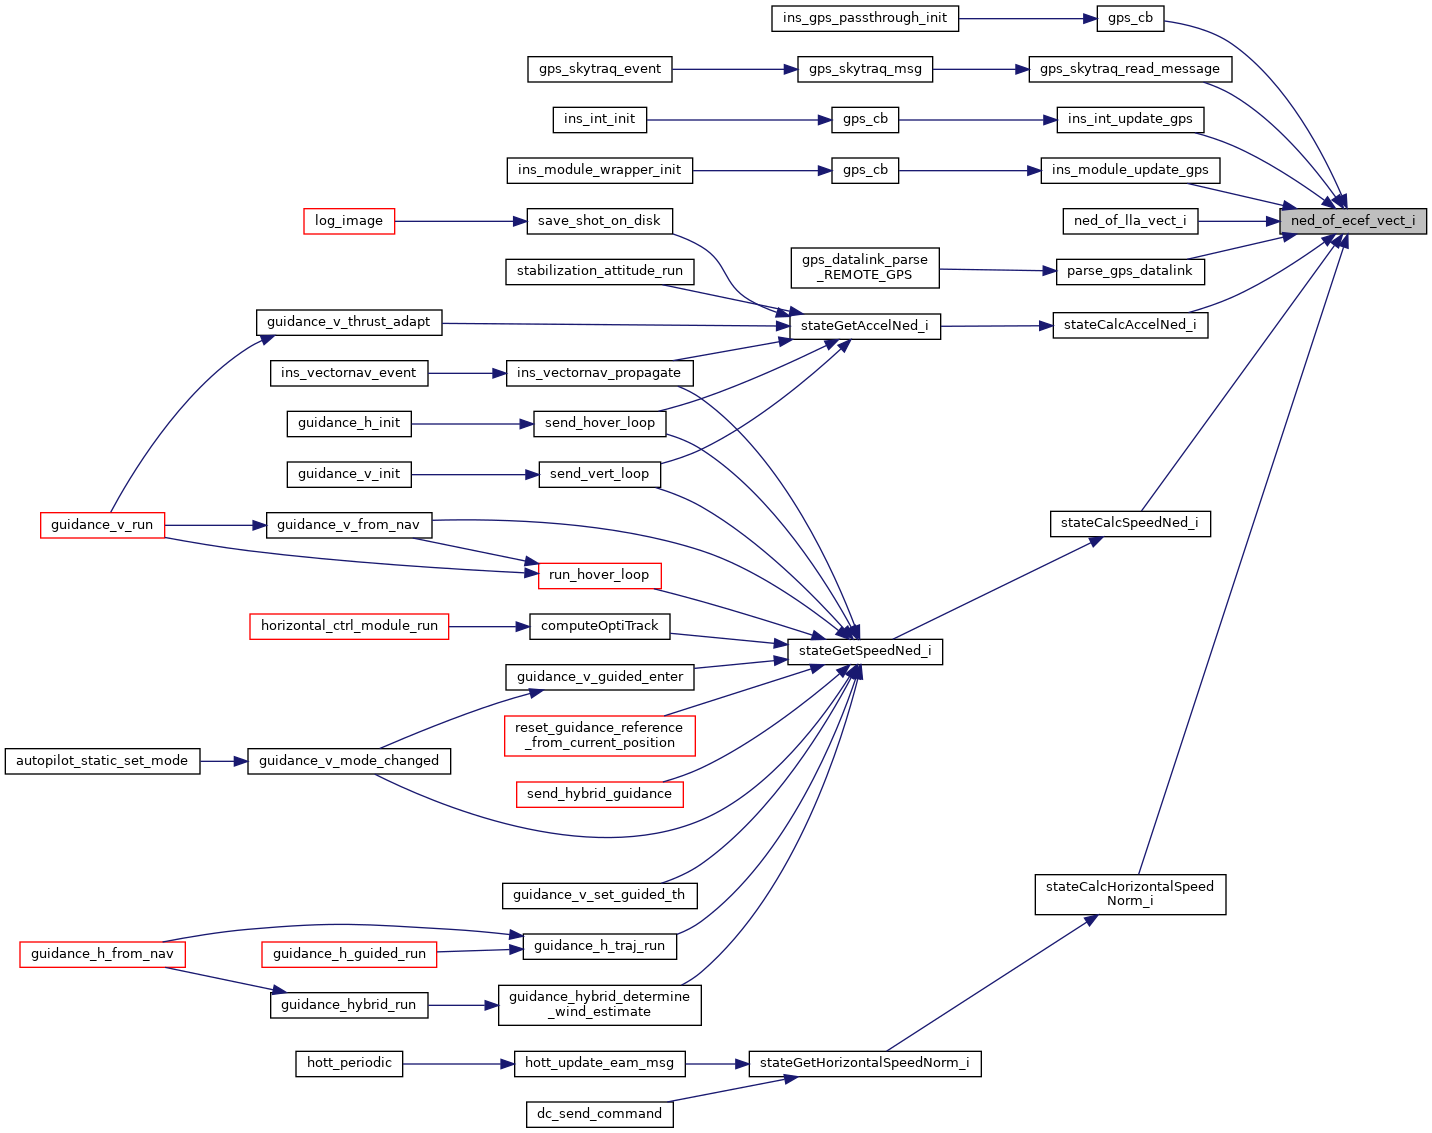 ins_gps_passthrough_init
gps_cb
gps_skytraq_event
gps_skytraq_msg
gps_skytraq_read_message
ins_int_init
gps_cb
ins_int_update_gps
ins_module_wrapper_init
gps_cb
ins_module_update_gps
log_image
save_shot_on_disk
ned_of_lla_vect_i
ned_of_ecef_vect_i
stabilization_attitude_run
gps_datalink_parse
_REMOTE_GPS
parse_gps_datalink
guidance_v_thrust_adapt
stateGetAccelNed_i
stateCalcAccelNed_i
ins_vectornav_event
ins_vectornav_propagate
guidance_h_init
send_hover_loop
guidance_v_init
send_vert_loop
guidance_v_run
guidance_v_from_nav
stateCalcSpeedNed_i
run_hover_loop
horizontal_ctrl_module_run
computeOptiTrack
stateGetSpeedNed_i
guidance_v_guided_enter
reset_guidance_reference
_from_current_position
autopilot_static_set_mode
guidance_v_mode_changed
send_hybrid_guidance
guidance_v_set_guided_th
stateCalcHorizontalSpeed
Norm_i
guidance_h_from_nav
guidance_h_guided_run
guidance_h_traj_run
guidance_hybrid_run
guidance_hybrid_determine
_wind_estimate
hott_periodic
hott_update_eam_msg
stateGetHorizontalSpeedNorm_i
dc_send_command